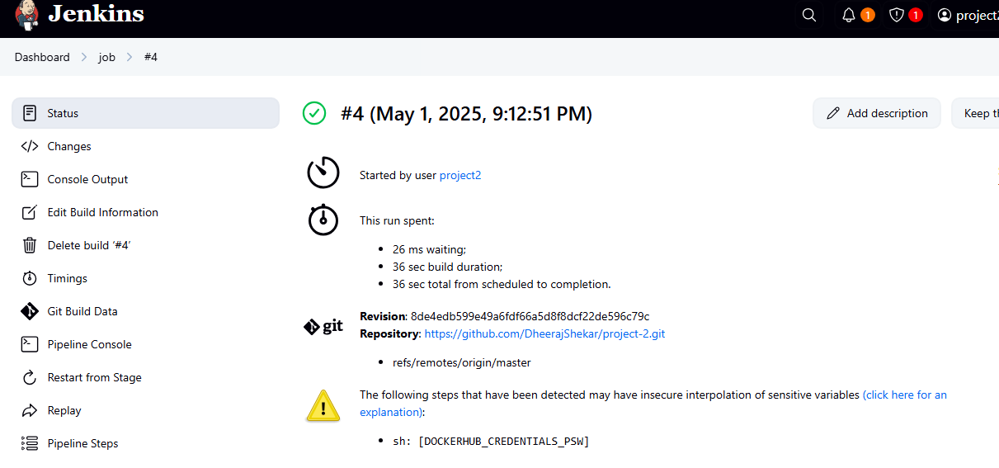 Jenkins
1
1
project2
Dashboard
job
#4
Status
Changes
Console Output
Edit Build Information
Delete build ‘#4’
Timings
Git Build Data
Pipeline Console
Restart from Stage
Replay
Pipeline Steps
#4 (May 1, 2025, 9:12:51 PM)
Add description
Keep
Started by user project2
This run spent:
26 ms waiting;
36 sec build duration;
36 sec total from scheduled to completion.
git
Revision: 8de4edb599e49a6fdf66a5d8f8dcf22de596c79c
Repository: https://github.com/DheerajShekar/project-2.git
refs/remotes/origin/master
The following steps that have been detected may have insecure interpolation of sensitive variables (click here for an
explanation):
sh: [DOCKERHUB_CREDENTIALS_PSW]